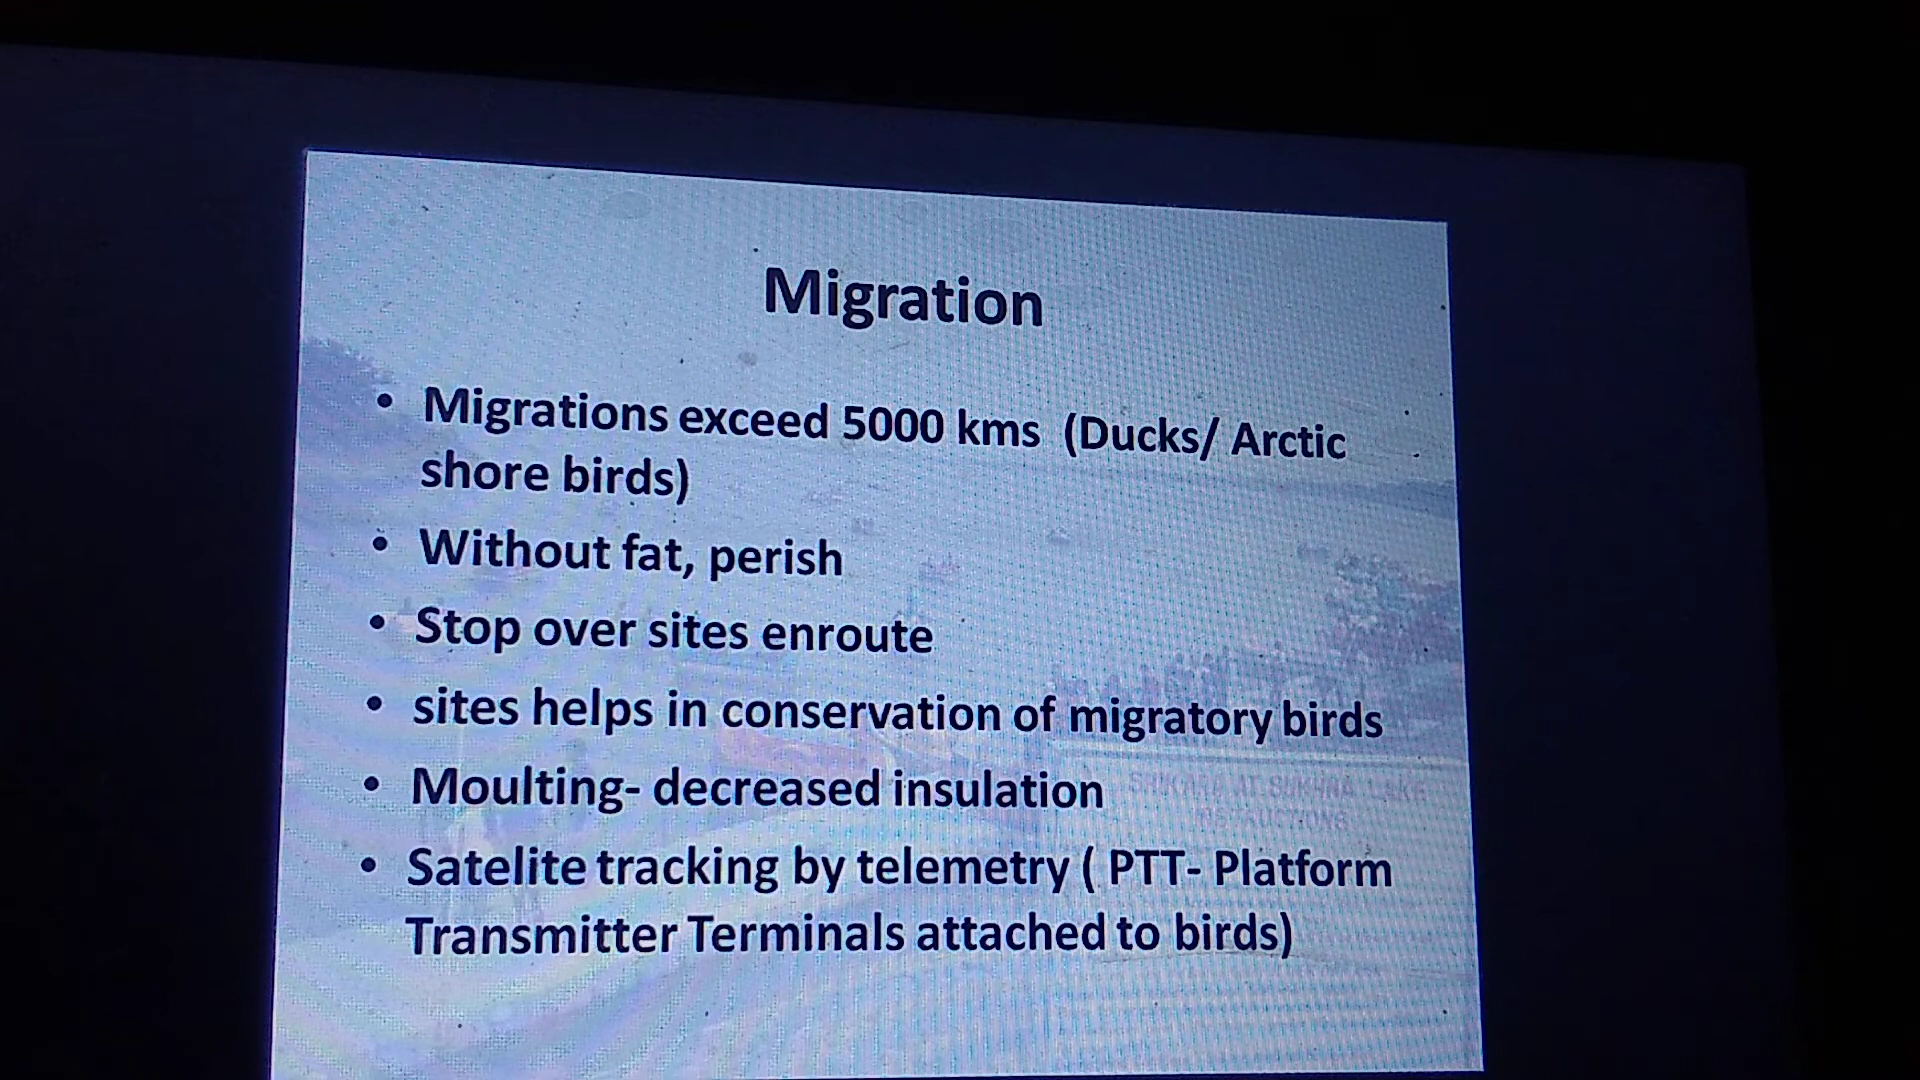 Migration
• Migrations exceed 5000 kms (Ducks/ Arctic
shore birds)
• Without fat, perish
• Stop over sites enroute
• sites helps in conservation of migratory birds
• Moulting- decreased insulation
• Satelite tracking by telemetry ( PTT- Platform
Transmitter Terminals attached to birds)